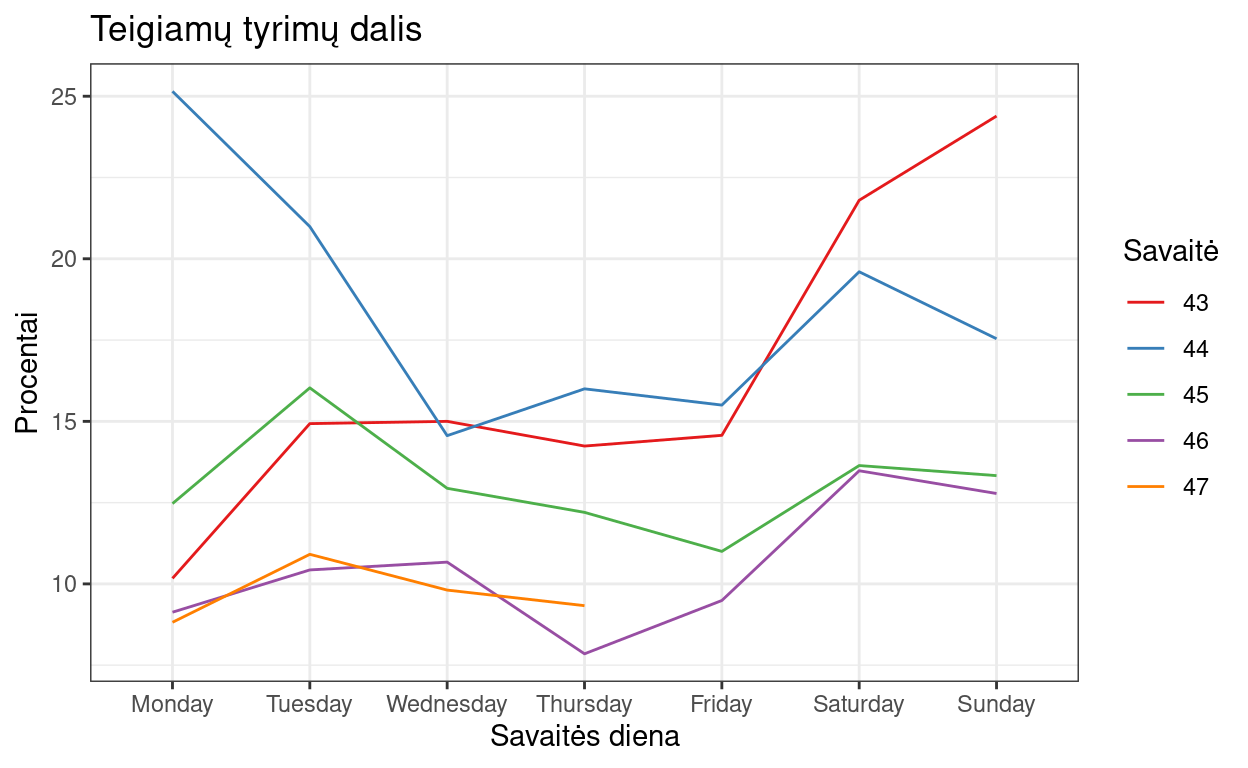 Teigiamų tyrimų dalis
Procentai
25
20
15
10
Monday Tuesday Wednesday Thursday Friday Saturday Sunday
Savaitės diena
Savaitė
43
44
45
46
47